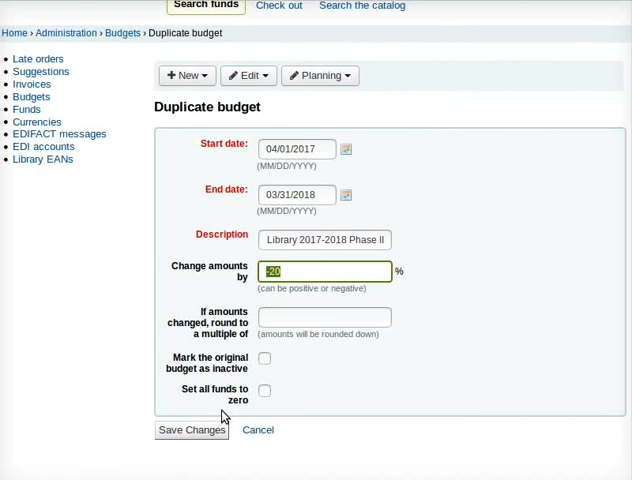 Search funds Check out Search the catalog
Home › Administration › Budgets › Duplicate budget
Late orders
Suggestions
Invoices
Budgets
Funds
Currencies
EDIFACT messages
EDI accounts
Library EANs
New Edit Planning
Duplicate budget
Start date: 04/01/2017
(MM/DD/YYYY)
End date: 03/31/2018
(MM/DD/YYYY)
Description Library 2017-2018 Phase II
Change amounts
by -20 %
(can be positive or negative)
If amounts
changed, round to
a multiple of
(amounts will be rounded down)
Mark the original
budget as inactive
Set all funds to
zero
Save Changes Cancel